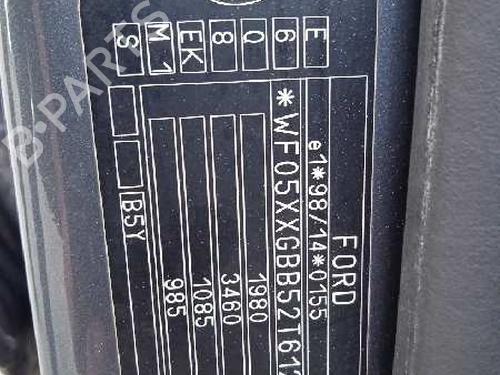 FORD
e1*98/14*0155
*WF05XXGBB52T61
1980
3460
1085
985
B5Y
E
6
Q
8
EK
M 1
S
B-PARTS